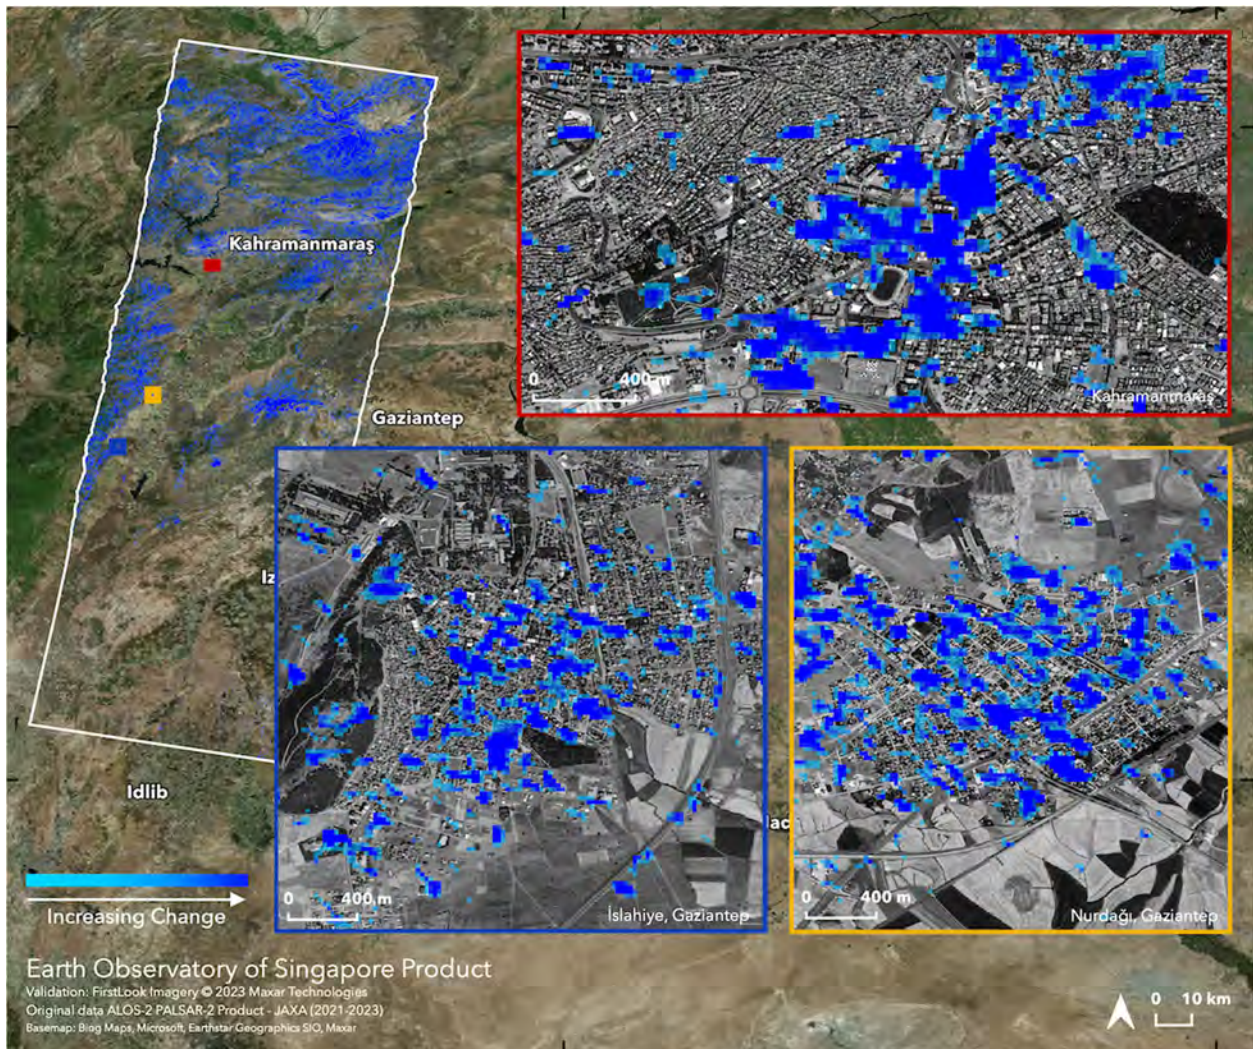 Kahramanmaraş
Gaziantep
Idlib
0 400 m
Kahramanmaraş
0 400 m
İslahiye, Gaziantep
0 400 m
Nurdağı, Gaziantep
Increasing Change
Earth Observatory of Singapore Product
Validation: FirstLook Imagery © 2023 Maxar Technologies
Original data ALOS-2 PALSAR-2 Product - JAXA (2021-2023)
Basemap: Bing Maps, Microsoft, Earthstar Geographics SIO, Maxar
0 10 km